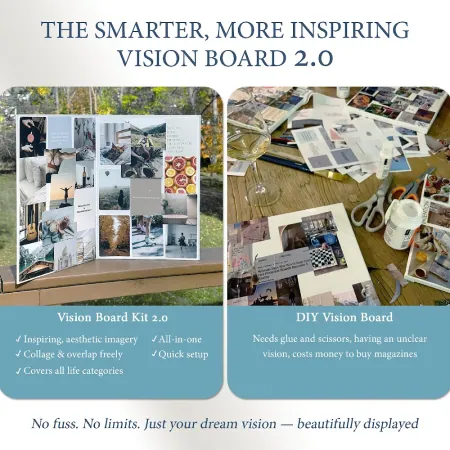 THE SMARTER, MORE INSPIRING
VISION BOARD 2.0
Vision Board Kit 2.0
✓ Inspiring, aesthetic imagery ✓ All-in-one
✓ Collage & overlap freely ✓ Quick setup
✓ Covers all life categories
DIY Vision Board
Needs glue and scissors, having an unclear
vision, costs money to buy magazines
No fuss. No limits. Just your dream vision — beautifully displayed